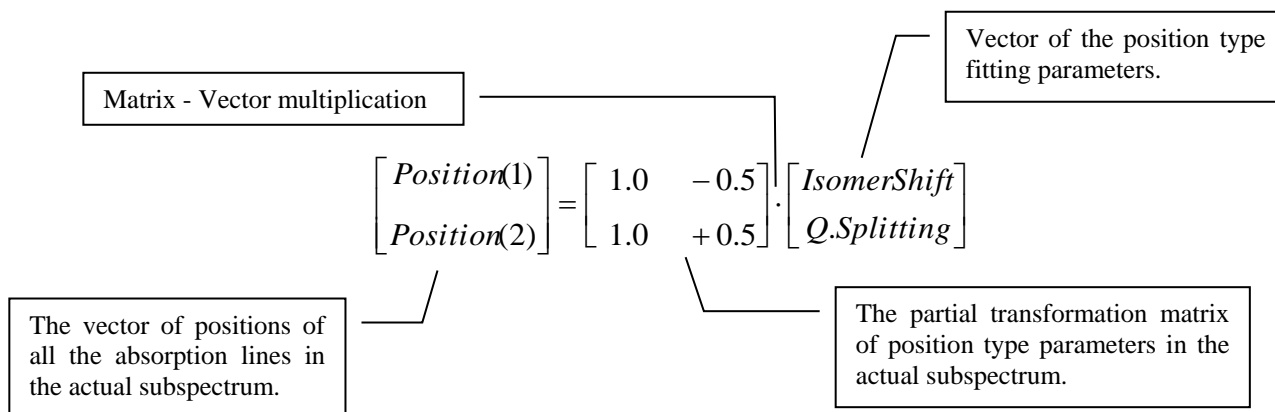 Vector of the position type
fitting parameters.
Matrix - Vector multiplication
[Position(1)] = [1.0 −0.5] · [IsomerShift]
[Position(2)] [1.0 +0.5] [Q.Splitting]
The vector of positions of
all the absorption lines in
the actual subspectrum.
The partial transformation matrix
of position type parameters in the
actual subspectrum.